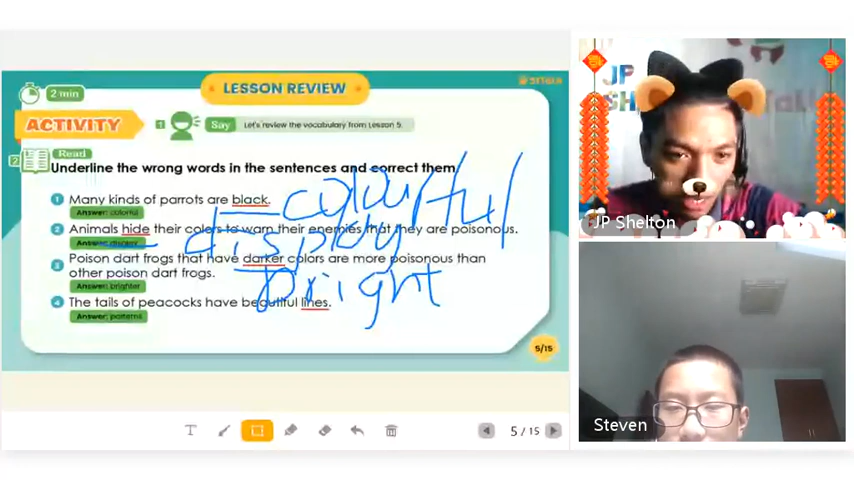 51Talk
2 min
LESSON REVIEW
ACTIVITY
1 Say Let's review the vocabulary from Lesson 5.
2 Read
Underline the wrong words in the sentences and correct them
1 Many kinds of parrots are black.
colourful
Answer: colorful
2 Animals hide their colors to warn their enemies that they are poisonous.
display
Answer: display
3 Poison dart frogs that have darker colors are more poisonous than
other poison dart frogs.
bright
Answer: brighter
4 The tails of peacocks have beautiful lines.
Answer: patterns
5/15
T
5 / 15
JP
SH
Talk
JP Shelton
Steven